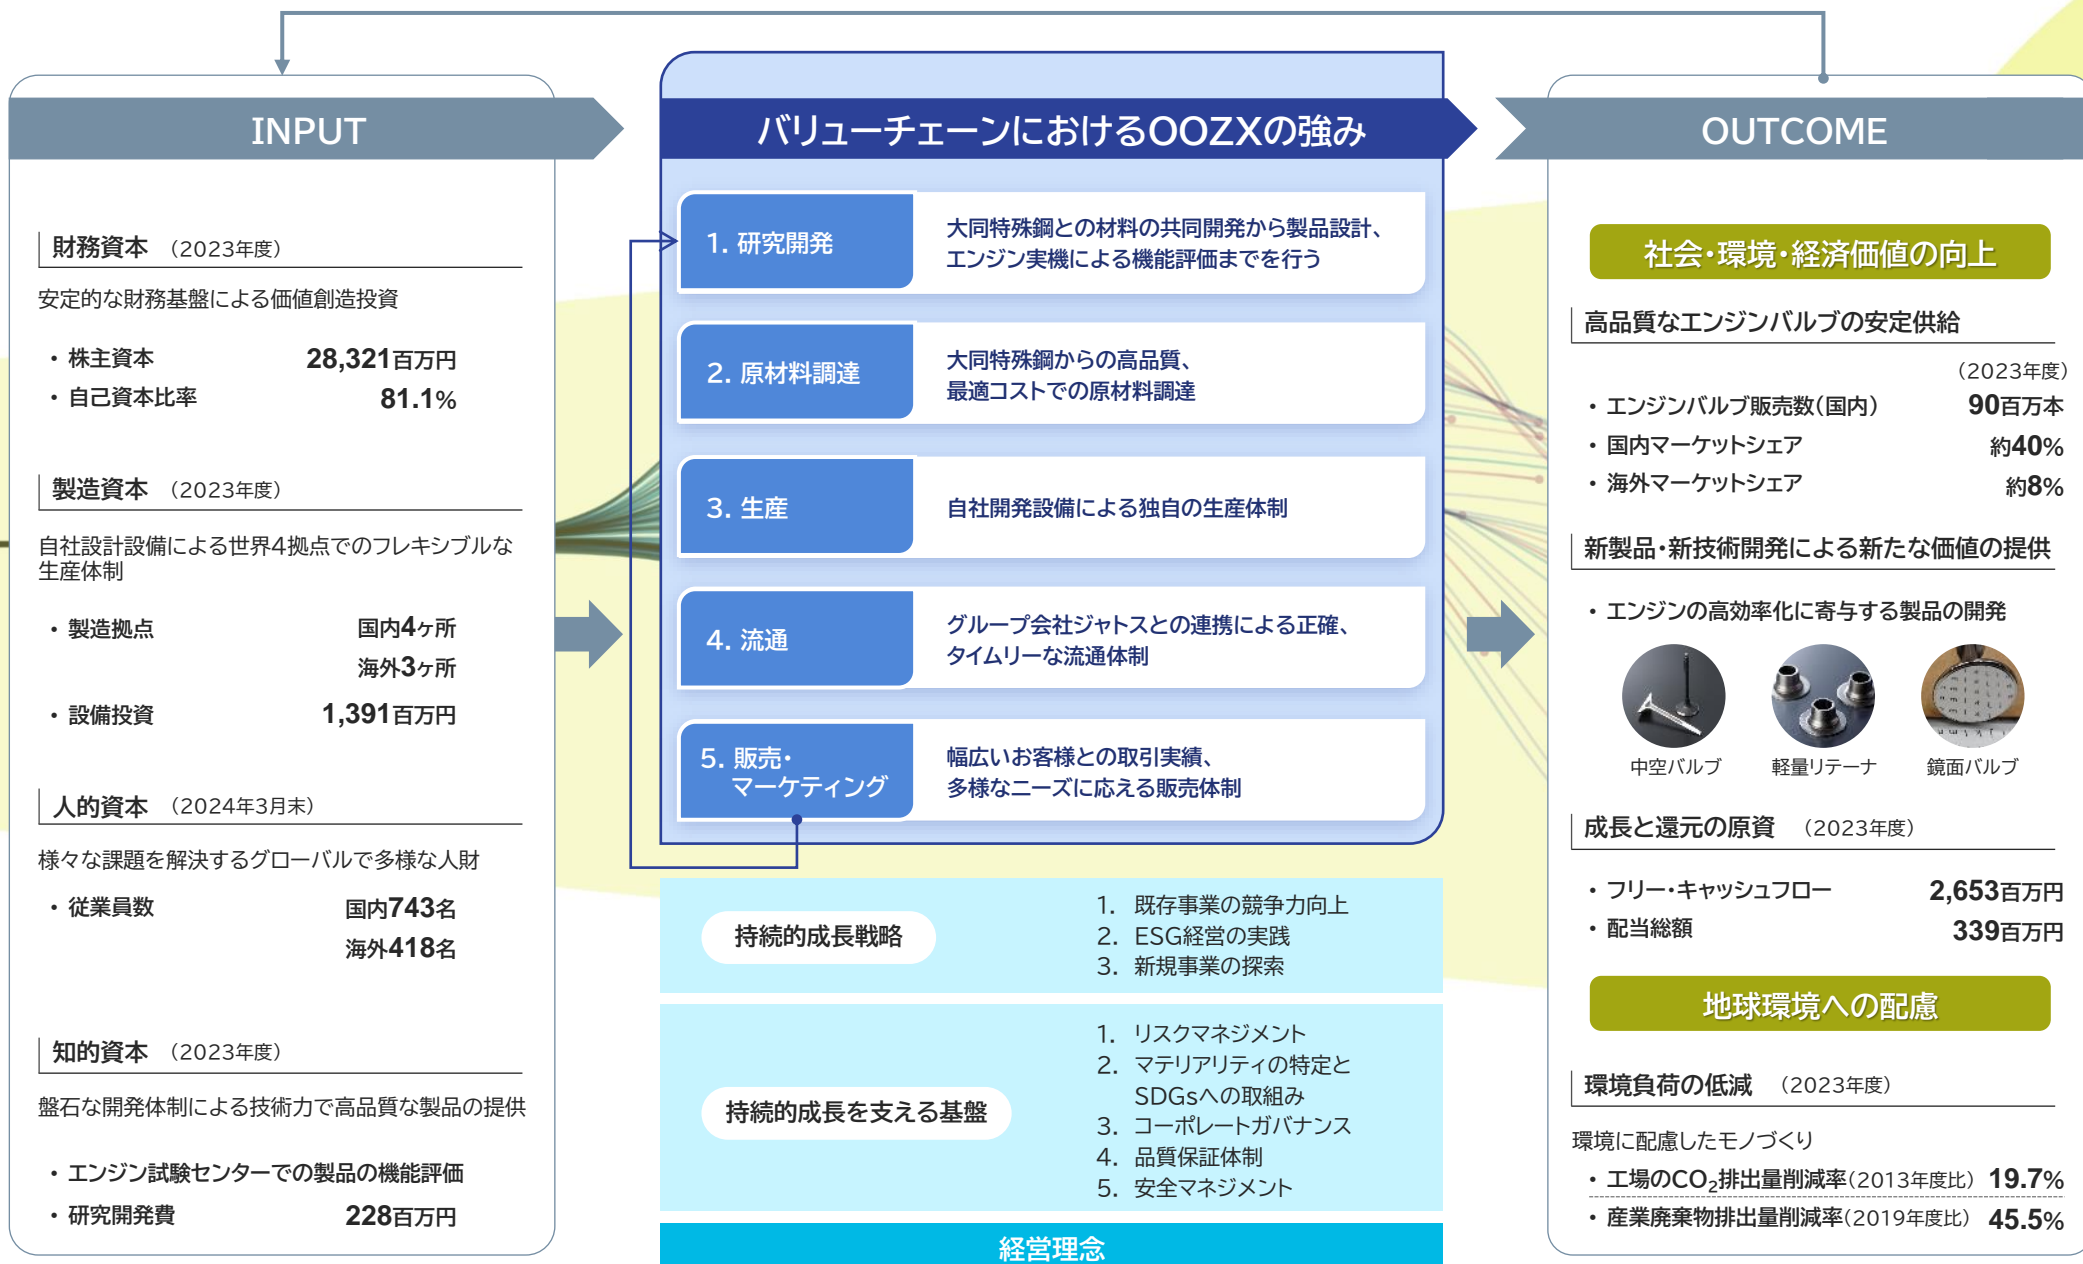 INPUT
財務資本 （2023年度）
安定的な財務基盤による価値創造投資
・株主資本 28,321百万円
・自己資本比率 81.1%
製造資本 （2023年度）
自社設計設備による世界4拠点でのフレキシブルな
生産体制
・製造拠点 国内4ヶ所
海外3ヶ所
・設備投資 1,391百万円
人的資本 （2024年3月末）
様々な課題を解決するグローバルで多様な人財
・従業員数 国内743名
海外418名
知的資本 （2023年度）
盤石な開発体制による技術力で高品質な製品の提供
・エンジン試験センターでの製品の機能評価
・研究開発費 228百万円
バリューチェーンにおけるOOZXの強み
1. 研究開発
大同特殊鋼との材料の共同開発から製品設計、
エンジン実機による機能評価までを行う
2. 原材料調達
大同特殊鋼からの高品質、
最適コストでの原材料調達
3. 生産
自社開発設備による独自の生産体制
4. 流通
グループ会社ジャトスとの連携による正確、
タイムリーな流通体制
5. 販売・
マーケティング
幅広いお客様との取引実績、
多様なニーズに応える販売体制
持続的成長戦略
1. 既存事業の競争力向上
2. ESG経営の実践
3. 新規事業の探索
持続的成長を支える基盤
1. リスクマネジメント
2. マテリアリティの特定と
SDGsへの取組み
3. コーポレートガバナンス
4. 品質保証体制
5. 安全マネジメント
経営理念
OUTCOME
社会・環境・経済価値の向上
高品質なエンジンバルブの安定供給
（2023年度）
・エンジンバルブ販売数（国内） 90百万本
・国内マーケットシェア 約40%
・海外マーケットシェア 約8%
新製品・新技術開発による新たな価値の提供
・エンジンの高効率化に寄与する製品の開発
中空バルブ 軽量リテーナ 鏡面バルブ
成長と還元の原資 （2023年度）
・フリー・キャッシュフロー 2,653百万円
・配当総額 339百万円
地球環境への配慮
環境負荷の低減 （2023年度）
環境に配慮したモノづくり
・工場のCO₂排出量削減率（2013年度比） 19.7%
・産業廃棄物排出量削減率（2019年度比） 45.5%